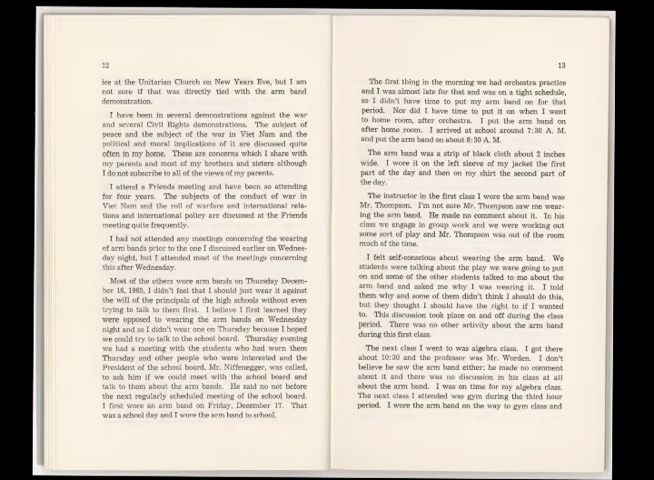 12
ice at the Unitarian Church on New Years Eve, but I am
not sure if that was directly tied with the arm band
demonstration.
I have been in several demonstrations against the war
and several Civil Rights demonstrations. The subject of
peace and the subject of the war in Viet Nam and the
political and moral implications of it are discussed quite
often in my home. These are concerns which I share with
my parents and most of my brothers and sisters although
I do not subscribe to all of the views of my parents.
I attend a Friends meeting and have been so attending
for four years. The subjects of the conduct of war in
Viet Nam and the roll of warfare and international rela-
tions and international policy are discussed at the Friends
meeting quite frequently.
I had not attended any meetings concerning the wearing
of arm bands prior to the one I discussed earlier on Wednes-
day night, but I attended most of the meetings concerning
this after Wednesday.
Most of the others wore arm bands on Thursday Decem-
ber 16, 1965, I didn't feel that I should just wear it against
the will of the principals of the high schools without even
trying to talk to them first. I believe I first learned they
were opposed to wearing the arm bands on Wednesday
night and so I didn't wear one on Thursday because I hoped
we could try to talk to the school board. Thursday evening
we had a meeting with the students who had worn them
Thursday and other people who were interested and the
President of the school board, Mr. Niffenegger, was called,
to ask him if we could meet with the school board and
talk to them about the arm bands. He said no not before
the next regularly scheduled meeting of the school board.
I first wore an arm band on Friday, December 17. That
was a school day and I wore the arm band to school.
13
The first thing in the morning we had orchestra practice
and I was almost late for that and was on a tight schedule,
so I didn't have time to put my arm band on for that
period. Nor did I have time to put it on when I went
to home room, after orchestra. I put the arm band on
after home room. I arrived at school around 7:30 A. M.
and put the arm band on about 8:30 A. M.
The arm band was a strip of black cloth about 2 inches
wide. I wore it on the left sleeve of my jacket the first
part of the day and then on my shirt the second part of
the day.
The instructor in the first class I wore the arm band was
Mr. Thompson. I'm not sure Mr. Thompson saw me wear-
ing the arm band. He made no comment about it. In his
class we engage in group work and we were working out
some sort of play and Mr. Thompson was out of the room
much of the time.
I felt self-conscious about wearing the arm band. We
students were talking about the play we were going to put
on and some of the other students talked to me about the
arm band and asked me why I was wearing it. I told
them why and some of them didn't think I should do this,
but they thought I should have the right to if I wanted
to. This discussion took place on and off during the class
period. There was no other activity about the arm band
during this first class.
The next class I went to was algebra class. I got there
about 10:30 and the professor was Mr. Worden. I don't
believe he saw the arm band either; he made no comment
about it and there was no discussion in his class at all
about the arm band. I was on time for my algebra class.
The next class I attended was gym during the third hour
period. I wore the arm band on the way to gym class and